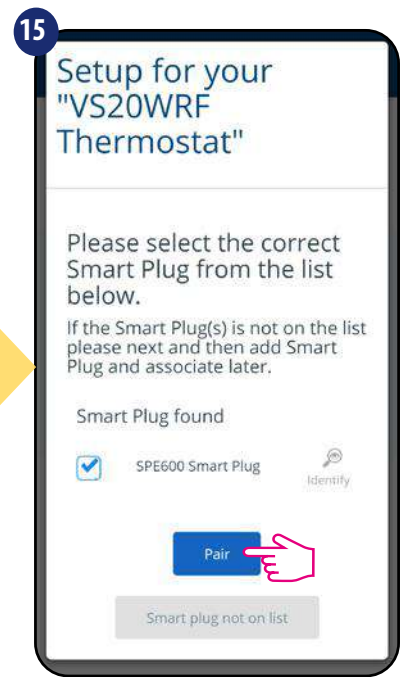 15
Setup for your
"VS20WRF
Thermostat"
Please select the correct
Smart Plug from the list
below.
If the Smart Plug(s) is not on the list
please next and then add Smart
Plug and associate later.
Smart Plug found
SPE600 Smart Plug
Identify
Pair
Smart plug not on list